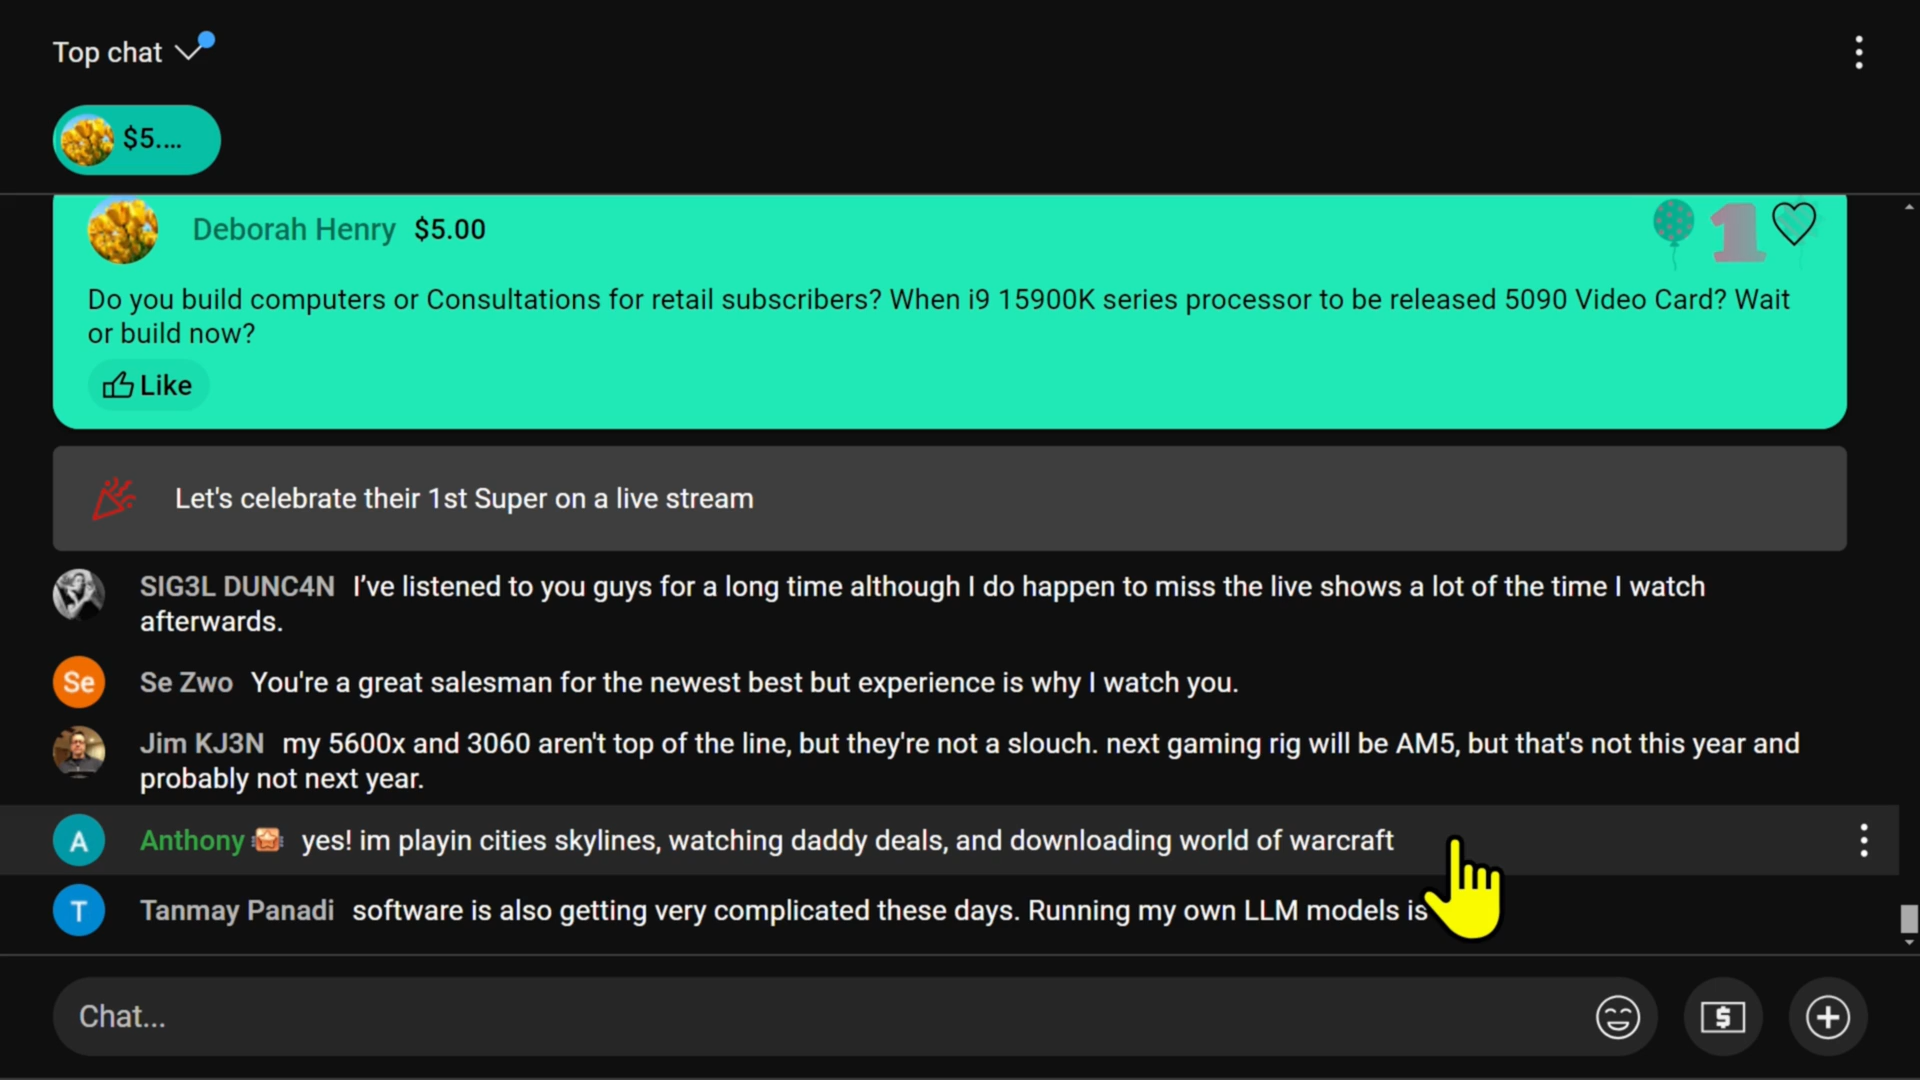 Top chat
$5....
Deborah Henry $5.00
1
Do you build computers or Consultations for retail subscribers? When i9 15900K series processor to be released 5090 Video Card? Wait
or build now?
Like
Let's celebrate their 1st Super on a live stream
SIG3L DUNC4N I've listened to you guys for a long time although I do happen to miss the live shows a lot of the time I watch
afterwards.
Se Se Zwo You're a great salesman for the newest best but experience is why I watch you.
Jim KJ3N my 5600x and 3060 aren't top of the line, but they're not a slouch. next gaming rig will be AM5, but that's not this year and
probably not next year.
A Anthony yes! im playin cities skylines, watching daddy deals, and downloading world of warcraft
T Tanmay Panadi software is also getting very complicated these days. Running my own LLM models is
Chat...
$